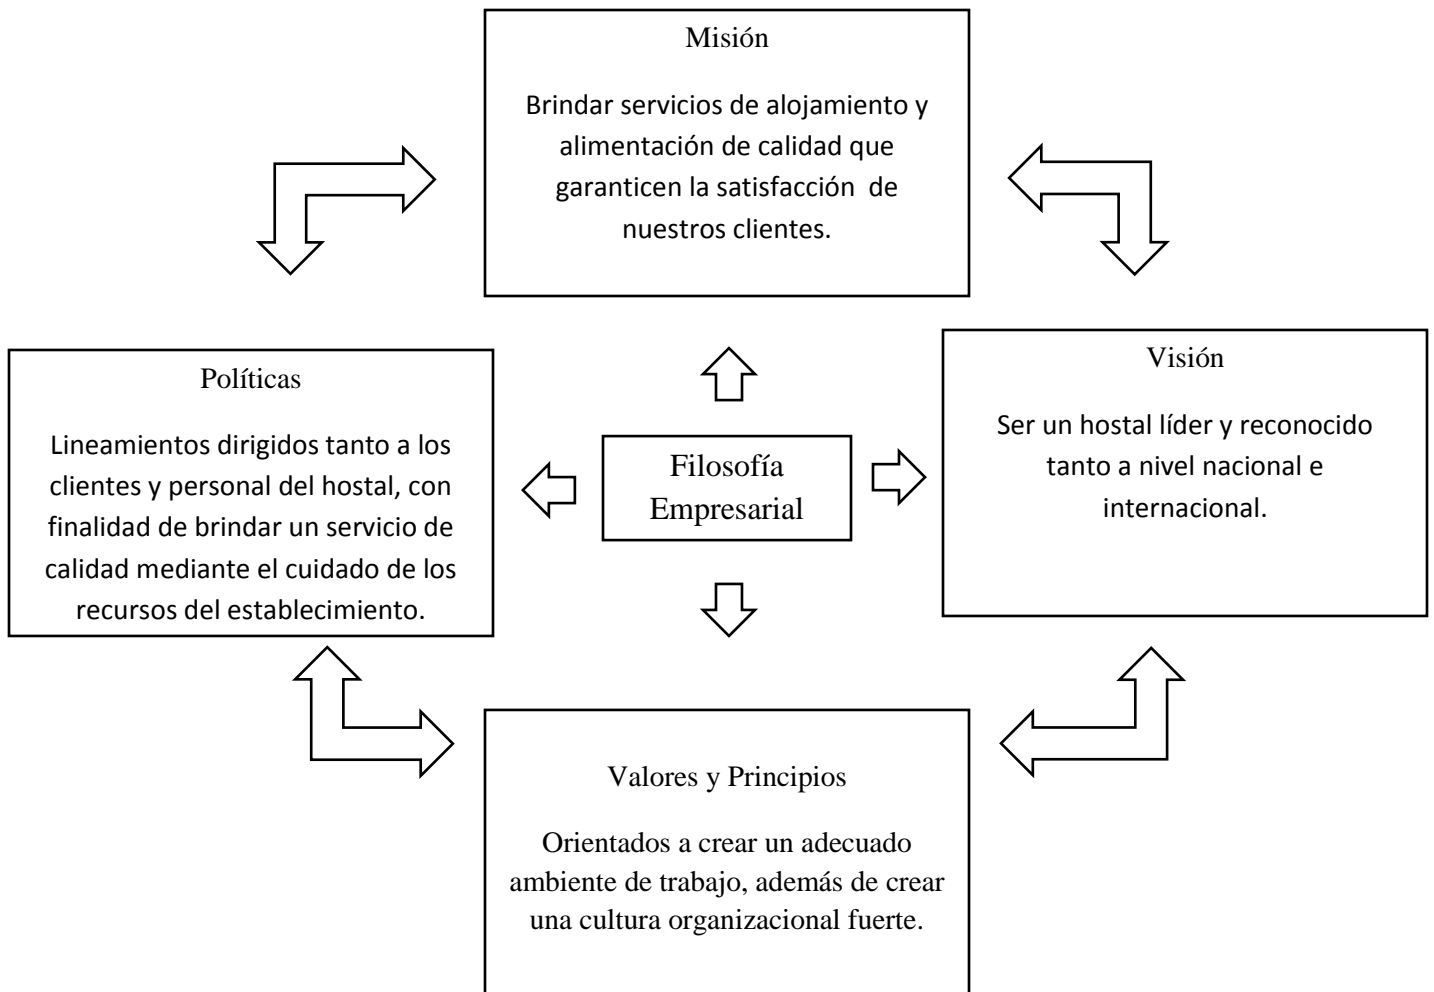 Misión
Brindar servicios de alojamiento y
alimentación de calidad que
garanticen la satisfacción  de
nuestros clientes.
Políticas
Lineamientos dirigidos tanto a los
clientes y personal del hostal, con
finalidad de brindar un servicio de
calidad mediante el cuidado de los
recursos del establecimiento.
Filosofía
Empresarial
Visión
Ser un hostal líder y reconocido
tanto a nivel nacional e
internacional.
Valores y Principios
Orientados a crear un adecuado
ambiente de trabajo, además de crear
una cultura organizacional fuerte.